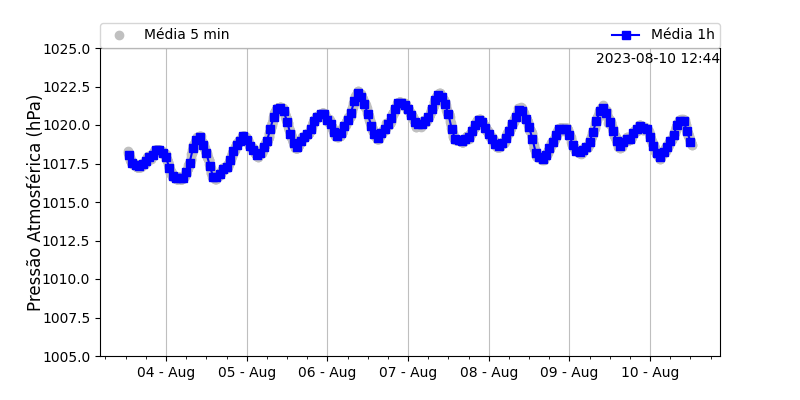 Média 5 min
Média 1h
2023-08-10 12:44
Pressão Atmosférica (hPa)
1025.0
1022.5
1020.0
1017.5
1015.0
1012.5
1010.0
1007.5
1005.0
04 - Aug
05 - Aug
06 - Aug
07 - Aug
08 - Aug
09 - Aug
10 - Aug